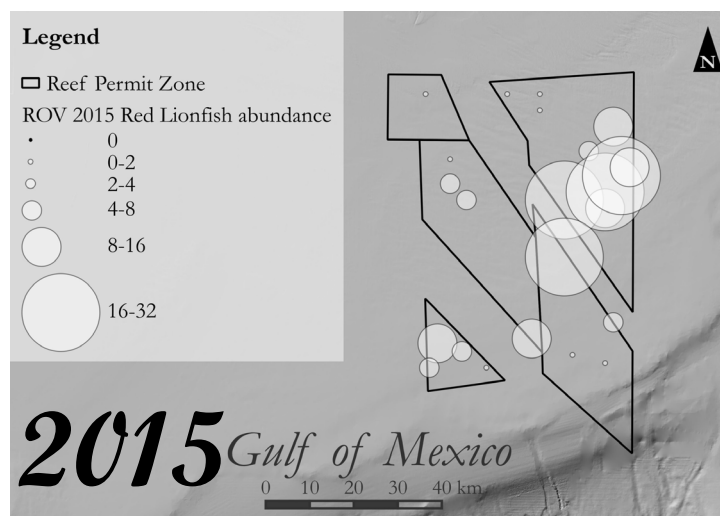 Legend
Reef Permit Zone
ROV 2015 Red Lionfish abundance
0
0-2
2-4
4-8
8-16
16-32
N
2015
Gulf of Mexico
0 10 20 30 40 km